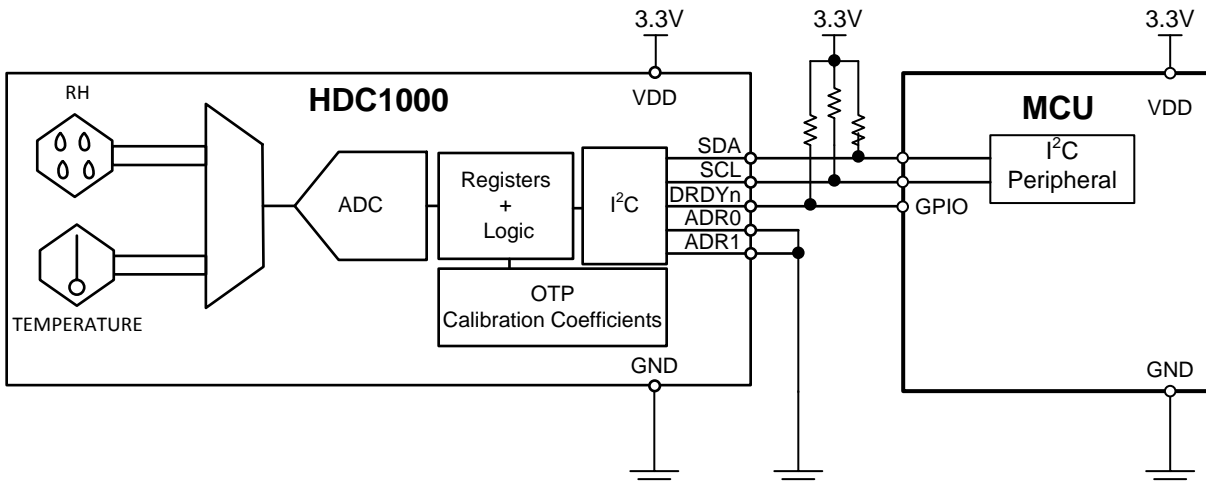 3.3V
3.3V
3.3V
RH
HDC1000
VDD
MCU
VDD
SDA
SCL
DRDYn
ADR0
ADR1
I²C
Peripheral
GPIO
ADC
Registers
+
Logic
I²C
OTP
Calibration Coefficients
TEMPERATURE
GND
GND